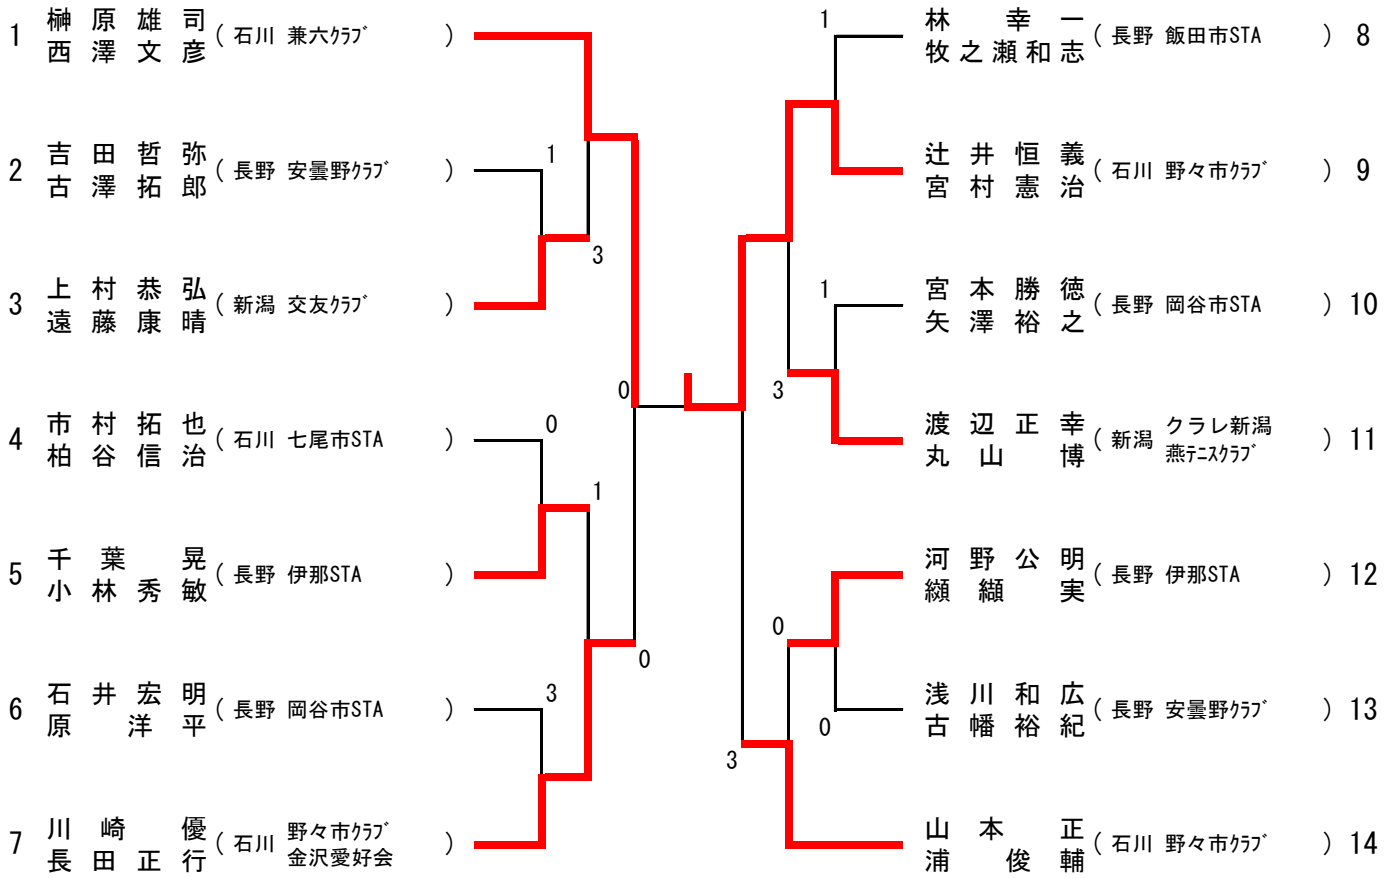 1 榊原雄司 ( 石川 兼六ｸﾗﾌﾞ )
西澤文彦
1
2 吉田哲弥 ( 長野 安曇野ｸﾗﾌﾞ )
古澤拓郎
3
3 上村恭弘 ( 新潟 交友ｸﾗﾌﾞ )
遠藤康晴
0
4 市村拓也 ( 石川 七尾市STA )
柏谷信治
0
1
5 千葉晃 ( 長野 伊那STA )
小林秀敏
0
6 石井宏明 ( 長野 岡谷市STA )
原洋平
3
7 川崎優 ( 石川 野々市ｸﾗﾌﾞ )
長田正行 金沢愛好会
1
林幸一 ( 長野 飯田市STA ) 8
牧之瀬和志
辻井恒義 ( 石川 野々市ｸﾗﾌﾞ ) 9
宮村憲治
1
宮本勝徳 ( 長野 岡谷市STA ) 10
矢澤裕之
3
渡辺正幸 ( 新潟 クラレ新潟 ) 11
丸山博 燕ﾃﾆｽｸﾗﾌﾞ
河野公明 ( 長野 伊那STA ) 12
纐纈実
0
浅川和広 ( 長野 安曇野ｸﾗﾌﾞ ) 13
古幡裕紀
0
3
山本正 ( 石川 野々市ｸﾗﾌﾞ ) 14
浦俊輔